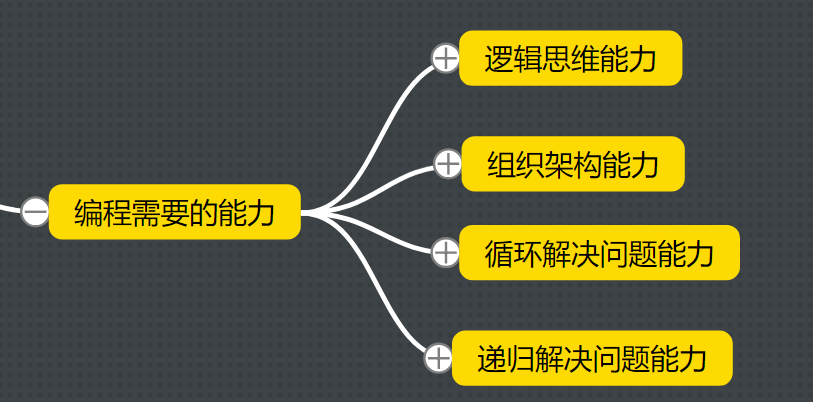 逻辑思维能力
组织架构能力
编程需要的能力
循环解决问题能力
递归解决问题能力